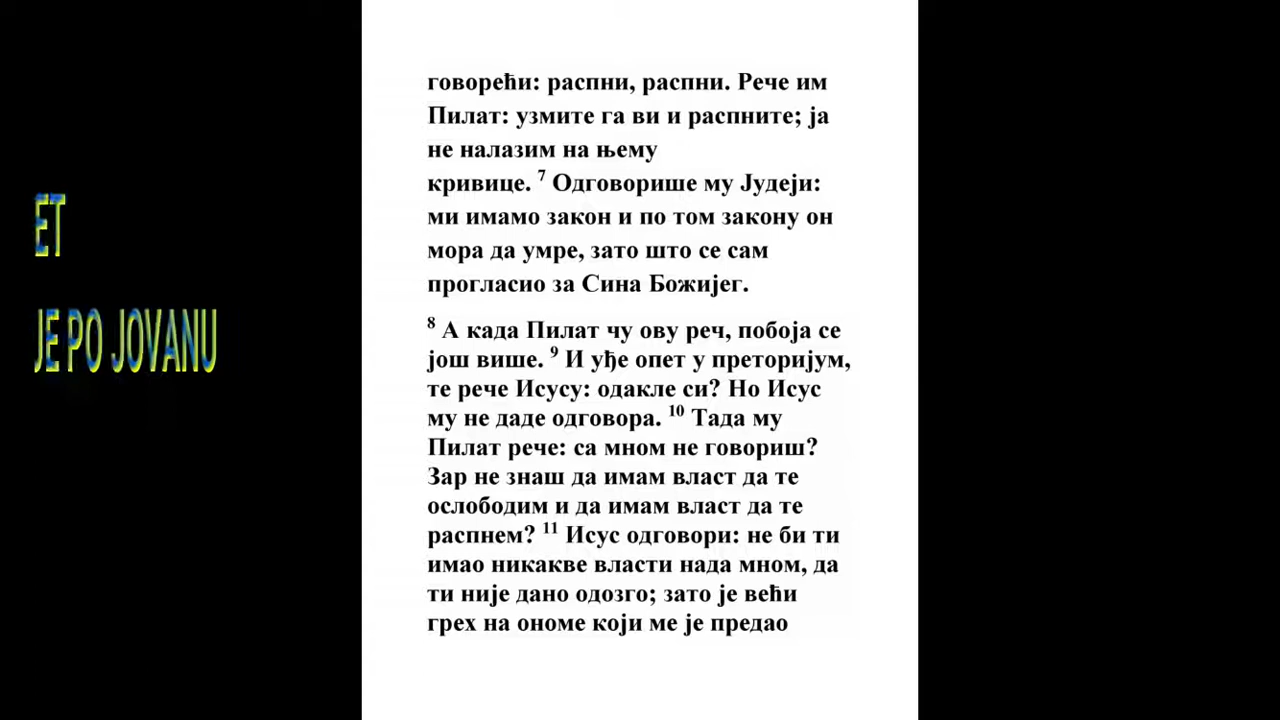 ET
JE PO JOVANU
говорећи: распни, распни. Рече им
Пилат: узмите га ви и распните; ја
не налазим на њему
кривице. 7 Одговорише му Јудеји:
ми имамо закон и по том закону он
мора да умре, зато што се сам
прогласио за Сина Божијег.
8 А када Пилат чу ову реч, побоја се
још више. 9 И уђе опет у преторијум,
те рече Исусу: одакле си? Но Исус
му не даде одговора. 10 Тада му
Пилат рече: са мном не говориш?
Зар не знаш да имам власт да те
ослободим и да имам власт да те
распнем? 11 Исус одговори: не би ти
имао никакве власти нада мном, да
ти није дано одозго; зато је већи
грех на ономе који ме је предао